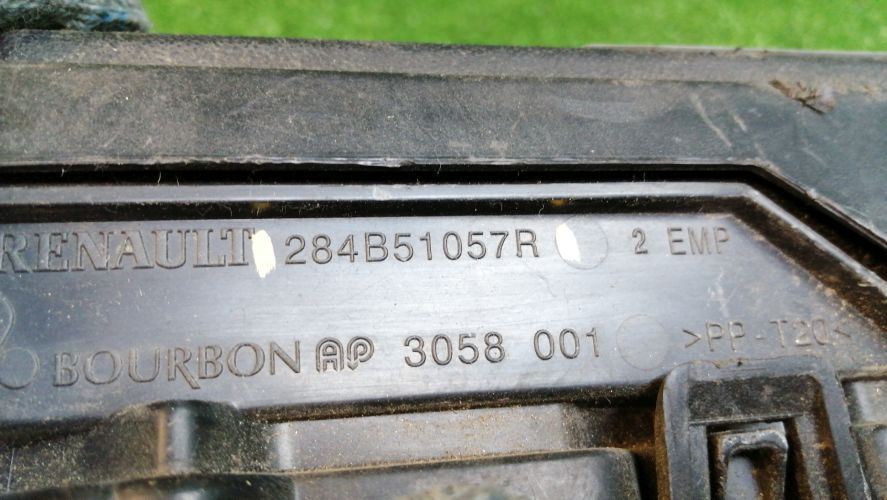 RENAULT 284B51057R 2 EMP
BOURBON AP 3058 001 >PP-T20<